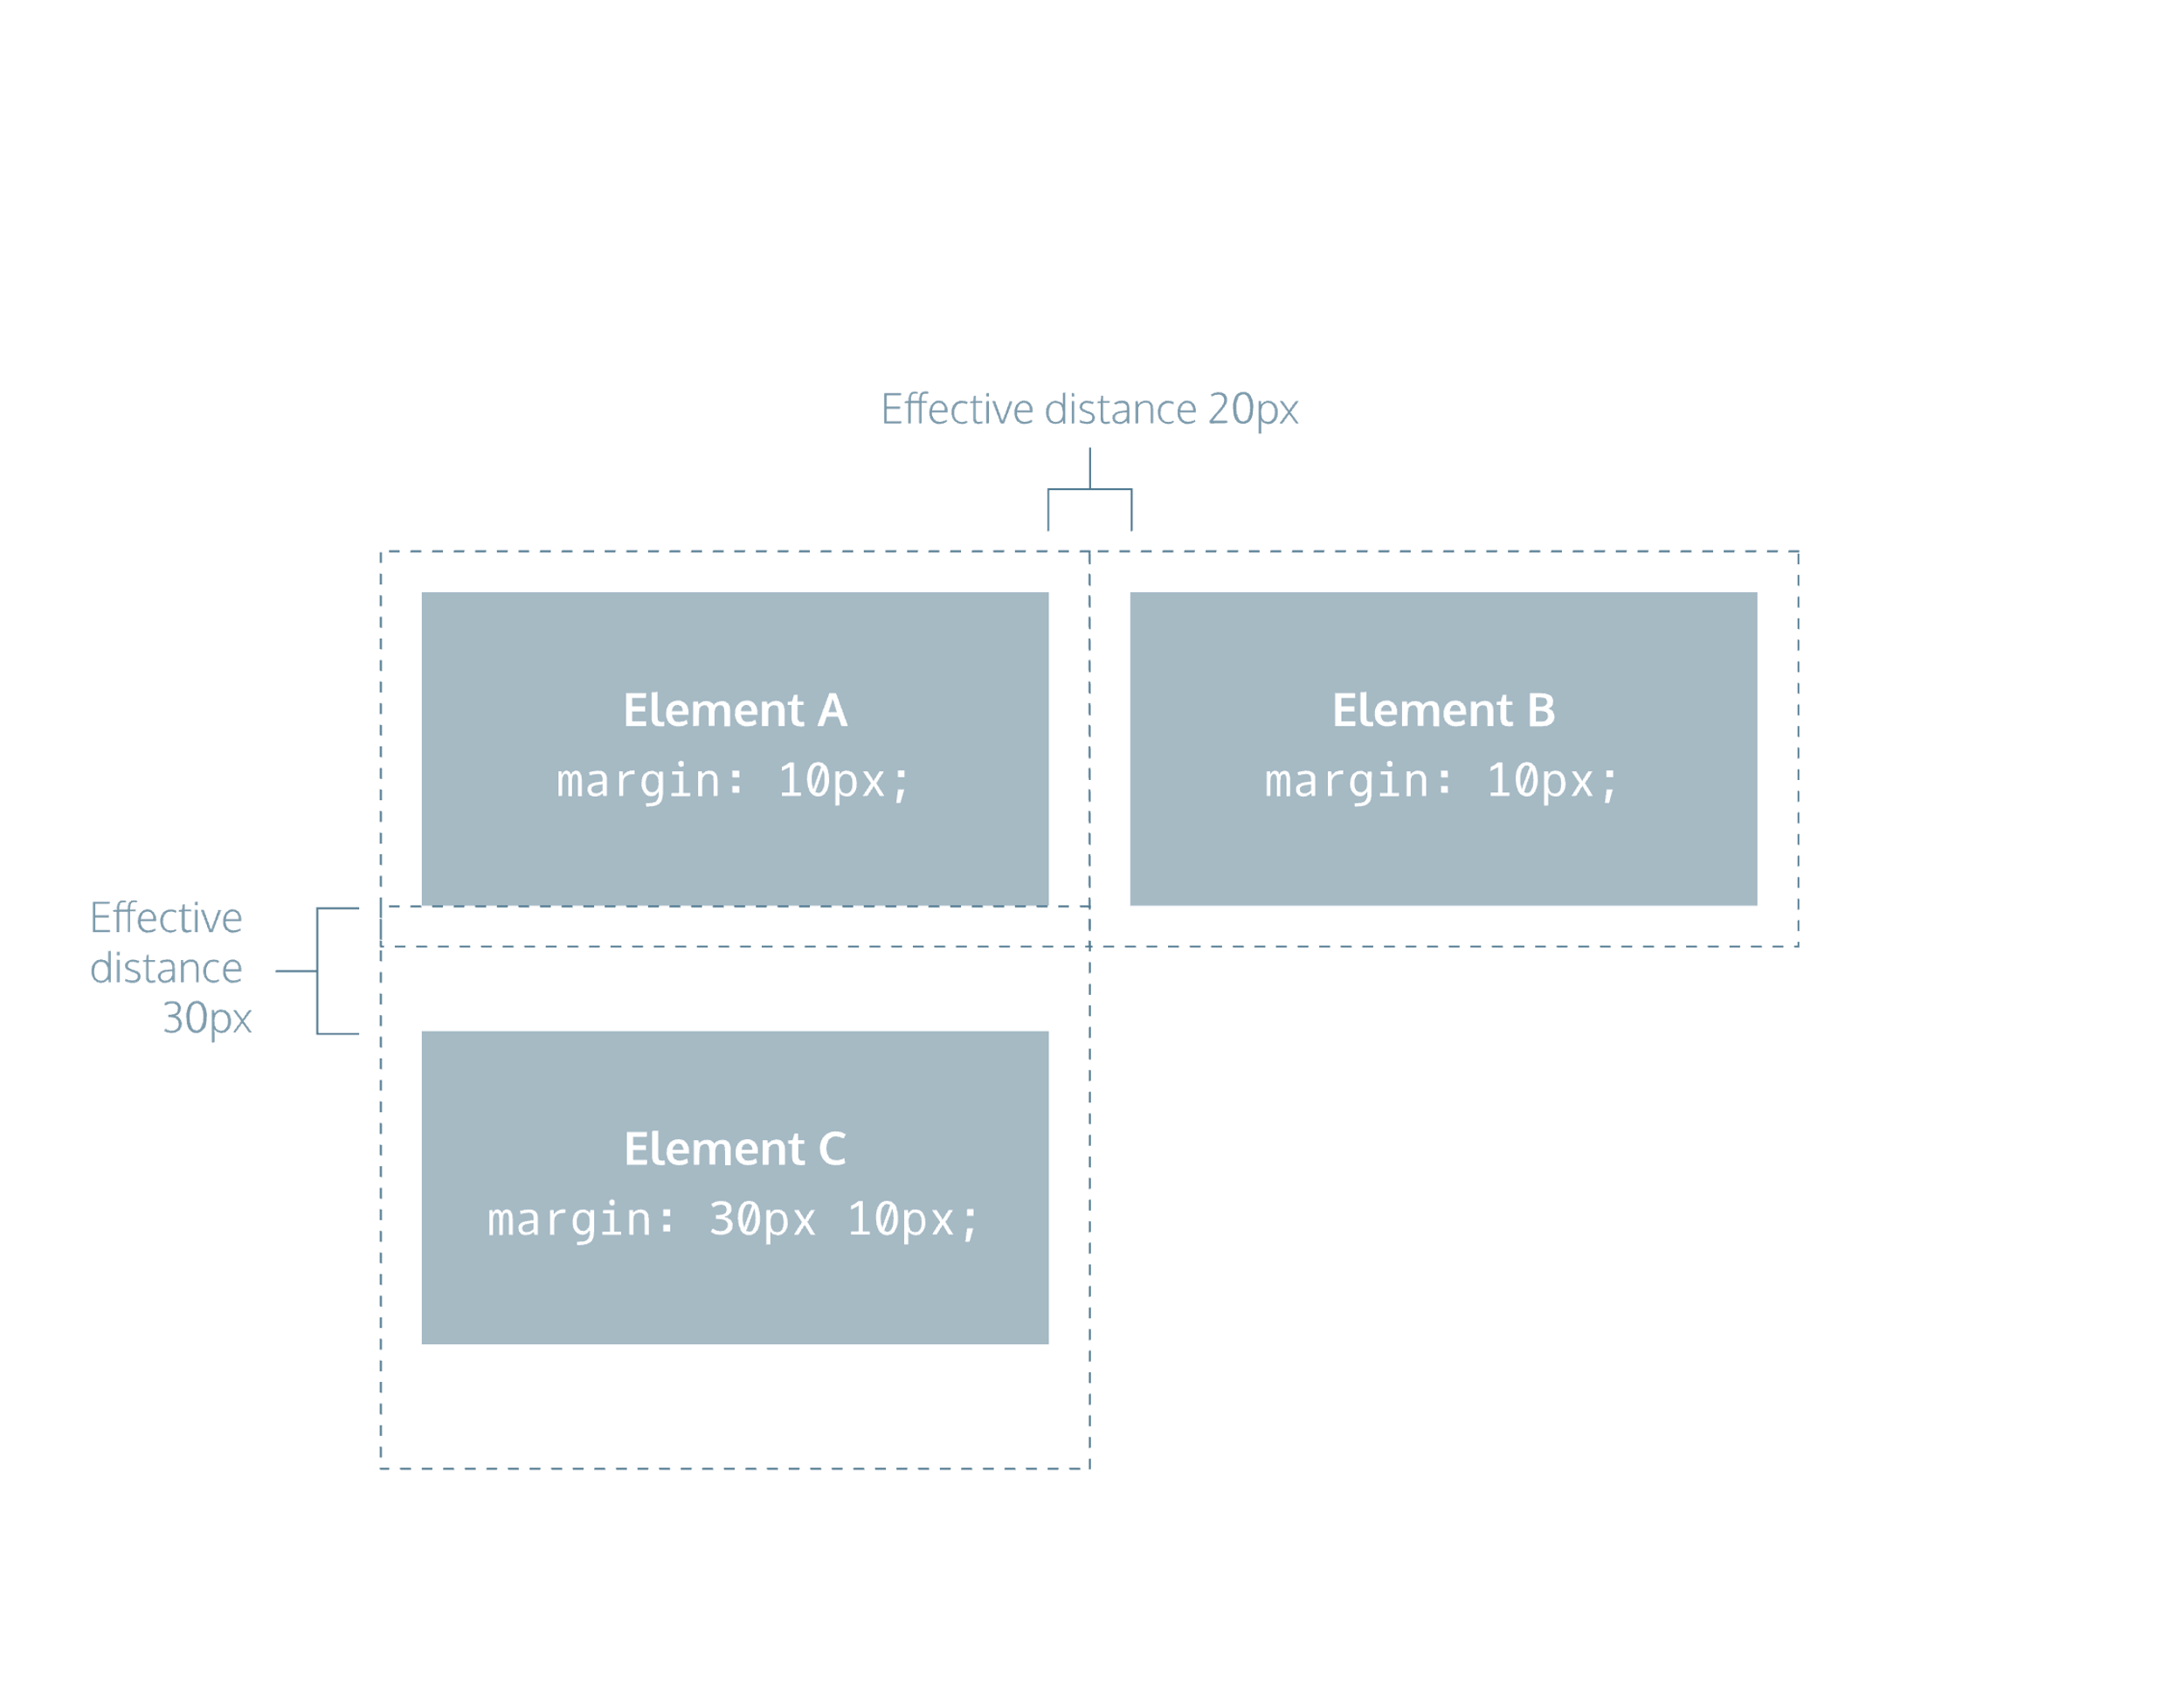 Effective distance 20px
Element A
margin: 10px;
Element B
margin: 10px;
Effective
distance
30px
Element C
margin: 30px 10px;